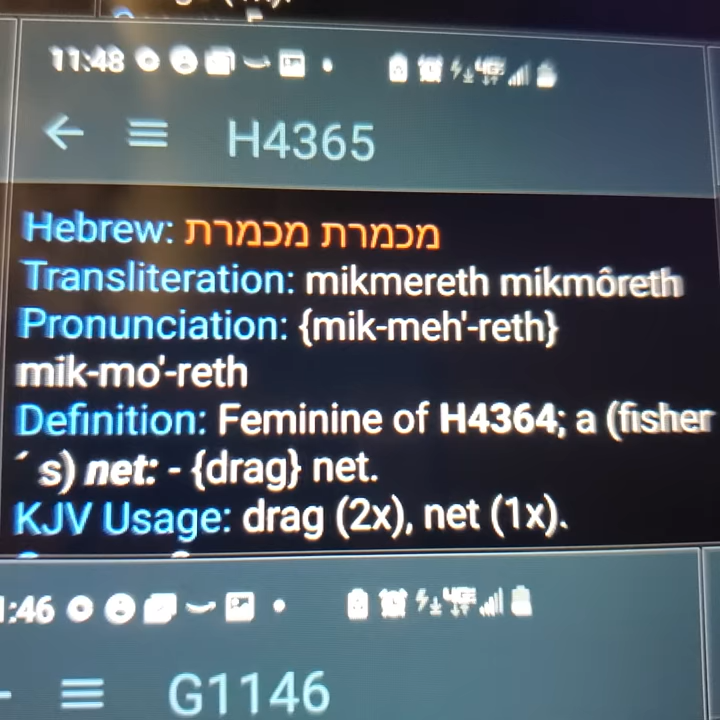 11:48
H4365
Hebrew: מכמרת מכמרת
Transliteration: mikmereth mikmôreth
Pronunciation: {mik-meh'-reth}
mik-mo'-reth
Definition: Feminine of H4364; a (fisher
´ s) net: - {drag} net.
KJV Usage: drag (2x), net (1x).
:46
G1146